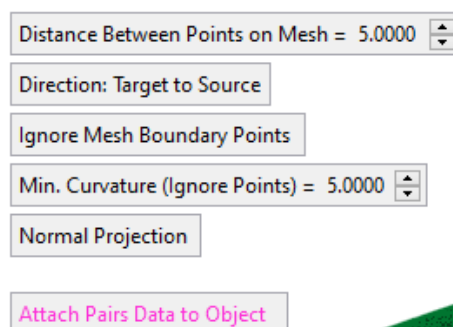 Distance Between Points on Mesh = 5.0000
Direction: Target to Source
Ignore Mesh Boundary Points
Min. Curvature (Ignore Points) = 5.0000
Normal Projection
Attach Pairs Data to Object